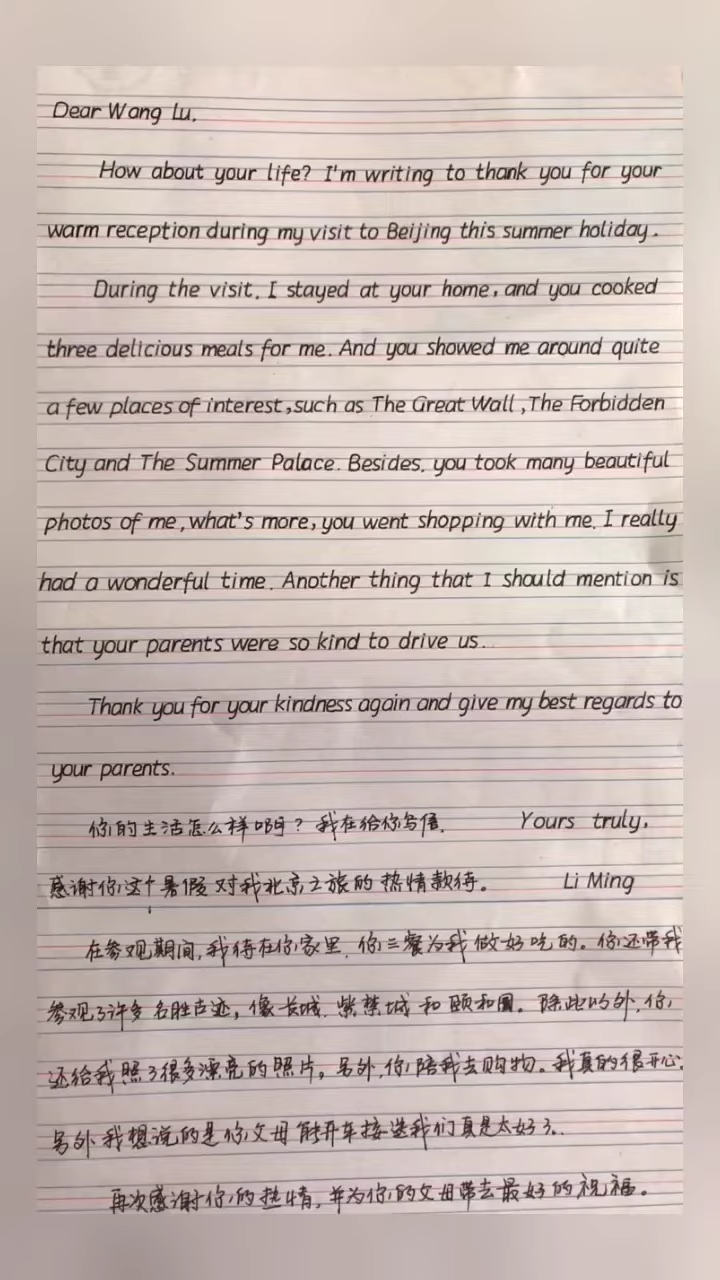 Dear Wang Lu,
How about your life? I'm writing to thank you for your
warm reception during my visit to Beijing this summer holiday.
During the visit, I stayed at your home, and you cooked
three delicious meals for me. And you showed me around quite
a few places of interest, such as The Great Wall, The Forbidden
City and The Summer Palace. Besides, you took many beautiful
photos of me, what's more, you went shopping with me. I really
had a wonderful time. Another thing that I should mention is
that your parents were so kind to drive us.
Thank you for your kindness again and give my best regards to
your parents.
你的生活怎么样啊? 我在给你写信, Yours truly,
感谢你这个暑假对我北京之旅的热情款待。 Li Ming
在参观期间,我待在你家里,你三餐为我做好吃的。你还带我
参观了许多名胜古迹,像长城,紫禁城和颐和园。除此以外,你
还给我照了很多漂亮的照片,另外,你陪我去购物。我真的很开心.
另外我想说的是你父母能开车接送我们真是太好了.
再次感谢你的热情,并为你的父母带去最好的祝福。